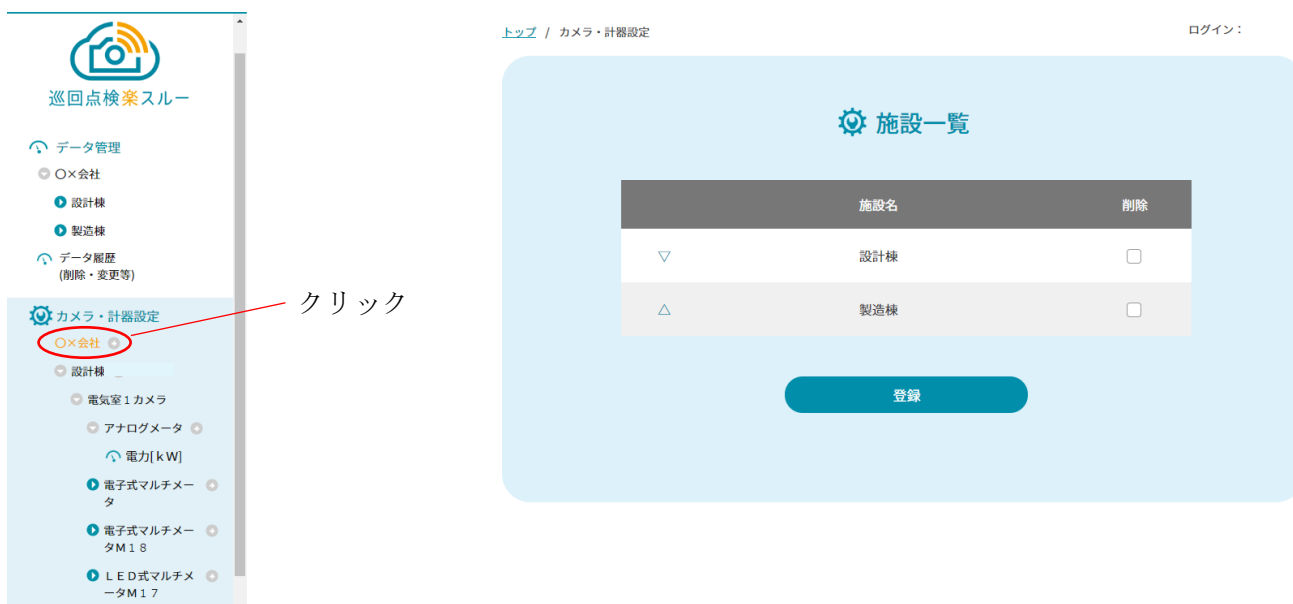 巡回点検楽スルー
データ管理
〇×会社
設計棟
製造棟
データ履歴
(削除・変更等)
カメラ・計器設定
〇×会社
設計棟
電気室1カメラ
アナログメータ
電力[ｋW]
電子式マルチメー
タ
電子式マルチメー
タM１８
ＬＥＤ式マルチメ
ータM１７
クリック
トップ / カメラ・計器設定
ログイン：
施設一覧
施設名 削除
▽ 設計棟
△ 製造棟
登録